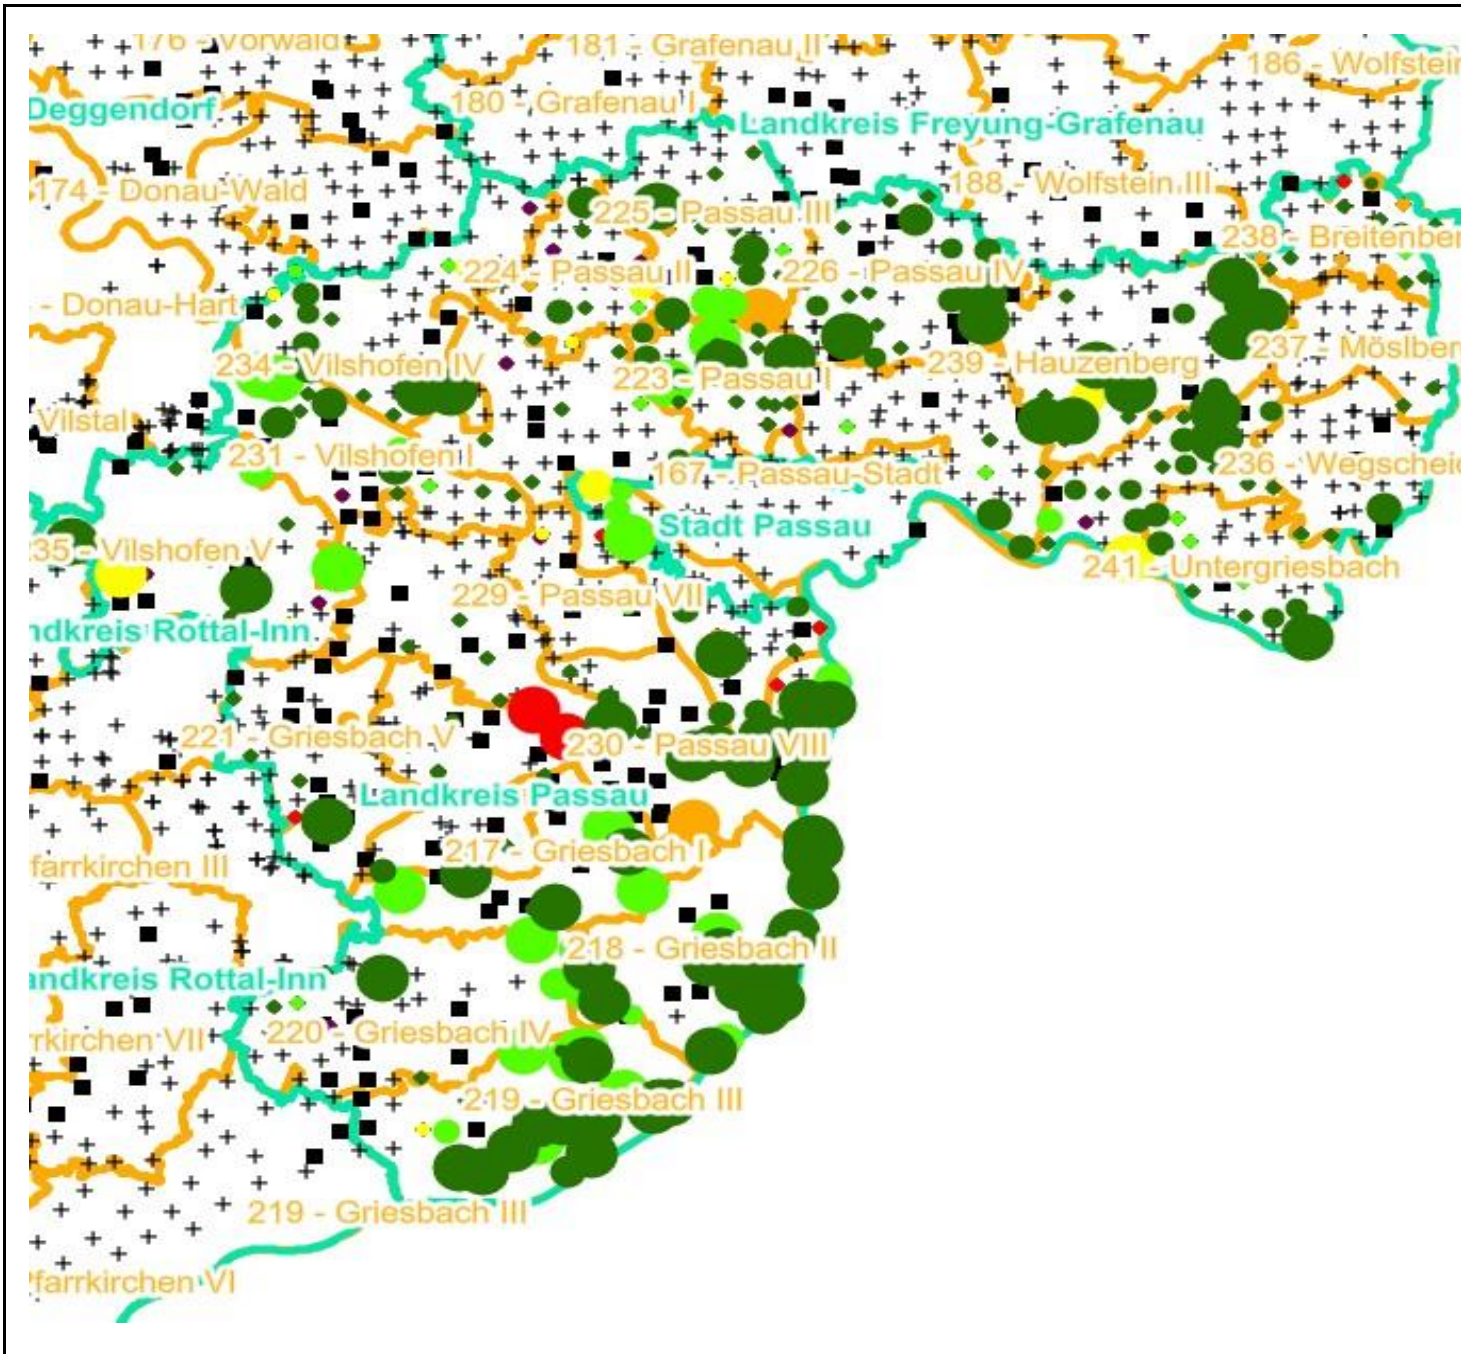 176 - Vorwald
181 - Grafenau II
186 - Wolfstein
180 - Grafenau I
Deggendorf
Landkreis Freyung-Grafenau
174 - Donau-Wald
188 - Wolfstein III
225 - Passau III
238 - Breitenber
224 - Passau II
226 - Passau IV
- Donau-Hart
234 - Vilshofen IV
223 - Passau I
239 - Hauzenberg
237 - Möslber
Vilstal
231 - Vilshofen I
167 - Passau-Stadt
236 - Wegscheid
Stadt Passau
35 - Vilshofen V
241 - Untergriesbach
229 - Passau VII
ndkreis Rottal-Inn
221 - Griesbach V
230 - Passau VIII
Landkreis Passau
217 - Griesbach I
farrkirchen III
218 - Griesbach II
andkreis Rottal-Inn
220 - Griesbach IV
rrkirchen VII
219 - Griesbach III
219 - Griesbach III
Pfarrkirchen VI